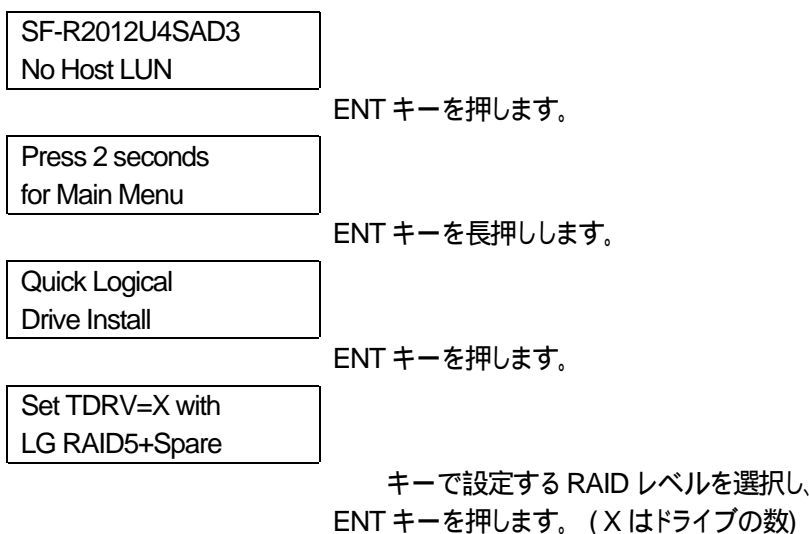 SF-R2012U4SAD3
No Host LUN
ENT キーを押します。
Press 2 seconds
for Main Menu
ENT キーを長押しします。
Quick Logical
Drive Install
ENT キーを押します。
Set TDRV=X with
LG RAID5+Spare
キーで設定する RAID レベルを選択し、
ENT キーを押します。 ( X はドライブの数)